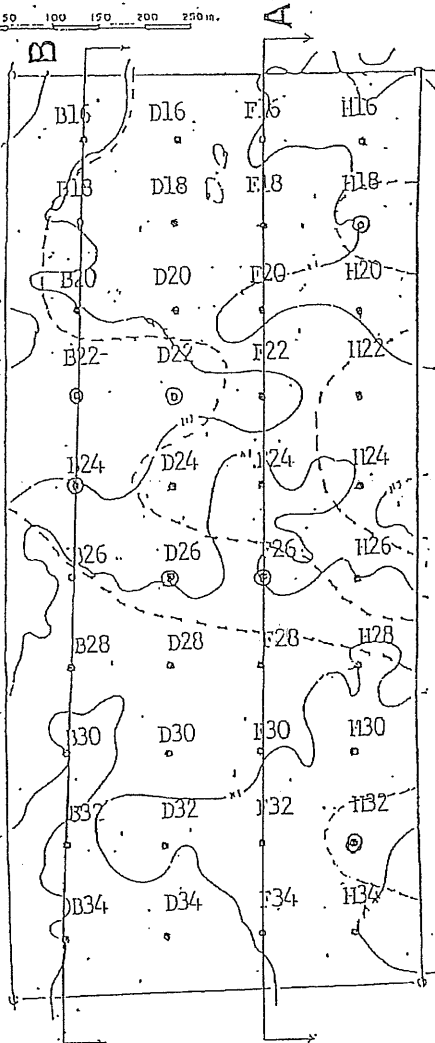 50 100 150 200 250 m.
B
A
B16 D16 F16 H16
B18 D18 F18 H18
B20 D20 F20 H20
B22 D22 F22 H22
B24 D24 F24 H24
B26 D26 F26 H26
B28 D28 F28 H28
B30 D30 F30 H30
B32 D32 F32 H32
B34 D34 F34 H34